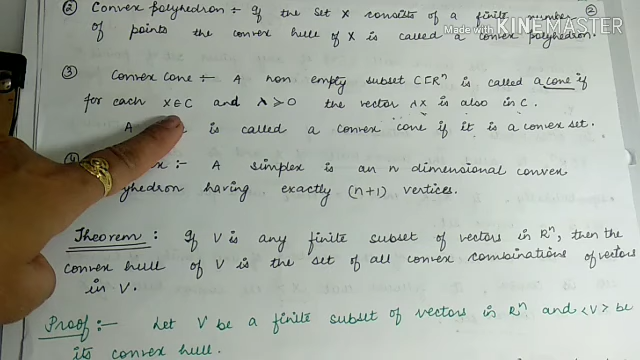 ② Convex Polyhedron :- If the set X consists of a finite number ②
of points the convex hull of X is called a convex polyhedron.
Made with KINEMASTER
③ Convex cone :- A non empty subset C⊆Rⁿ is called a cone if
for each X∈C and λ≥0 the vector λX is also in C.
A is called a convex cone if it is a convex set.
:- A simplex is an n dimensional convex
having exactly (n+1) vertices.
Theorem : If V is any finite subset of vectors in Rⁿ, then the
convex hull of V is the set of all convex combinations of vectors
in V.
Proof :- Let V be a finite subset of vectors in Rⁿ and <V> be
its convex hull.